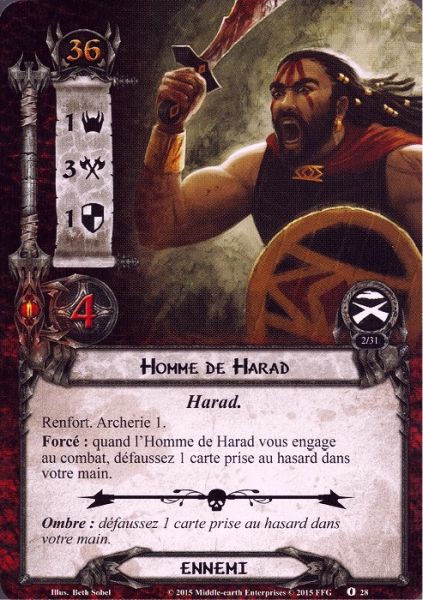 36
1
3
1
4
2/31
HOMME DE HARAD
Harad.
Renfort. Archerie 1.
Forcé : quand l'Homme de Harad vous engage
au combat, défaussez 1 carte prise au hasard dans
votre main.
Ombre : défaussez 1 carte prise au hasard dans
votre main.
ENNEMI
Illus. Beth Sobel © 2015 Middle-earth Enterprises © 2015 FFG 28